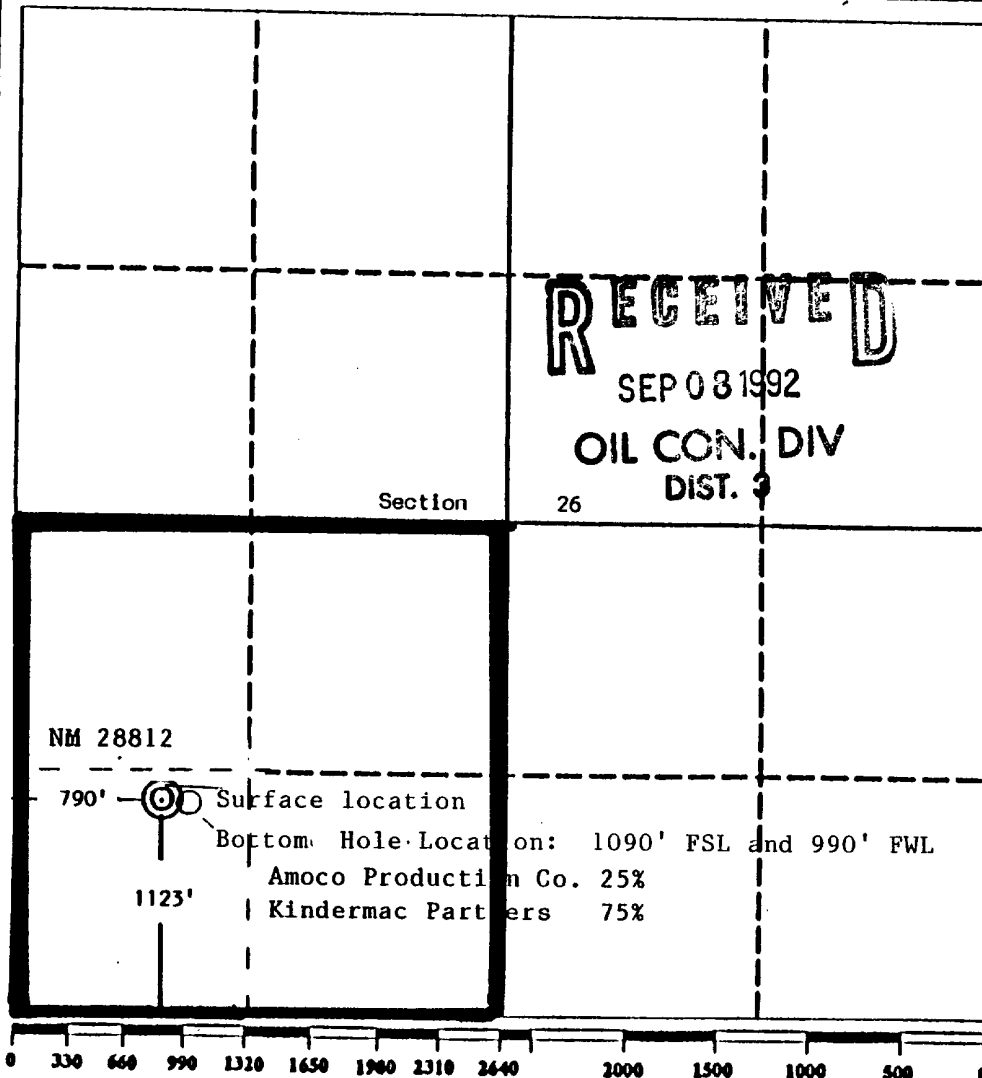 RECEIVED
SEP 08 1992
OIL CON. DIV
DIST. 3
Section 26
NM 28812
790' Surface location
Bottom Hole Location: 1090' FSL and 990' FWL
Amoco Production Co. 25%
1123'
Kindermac Partners 75%
0 330 660 990 1320 1650 1980 2310 2640 2000 1500 1000 500